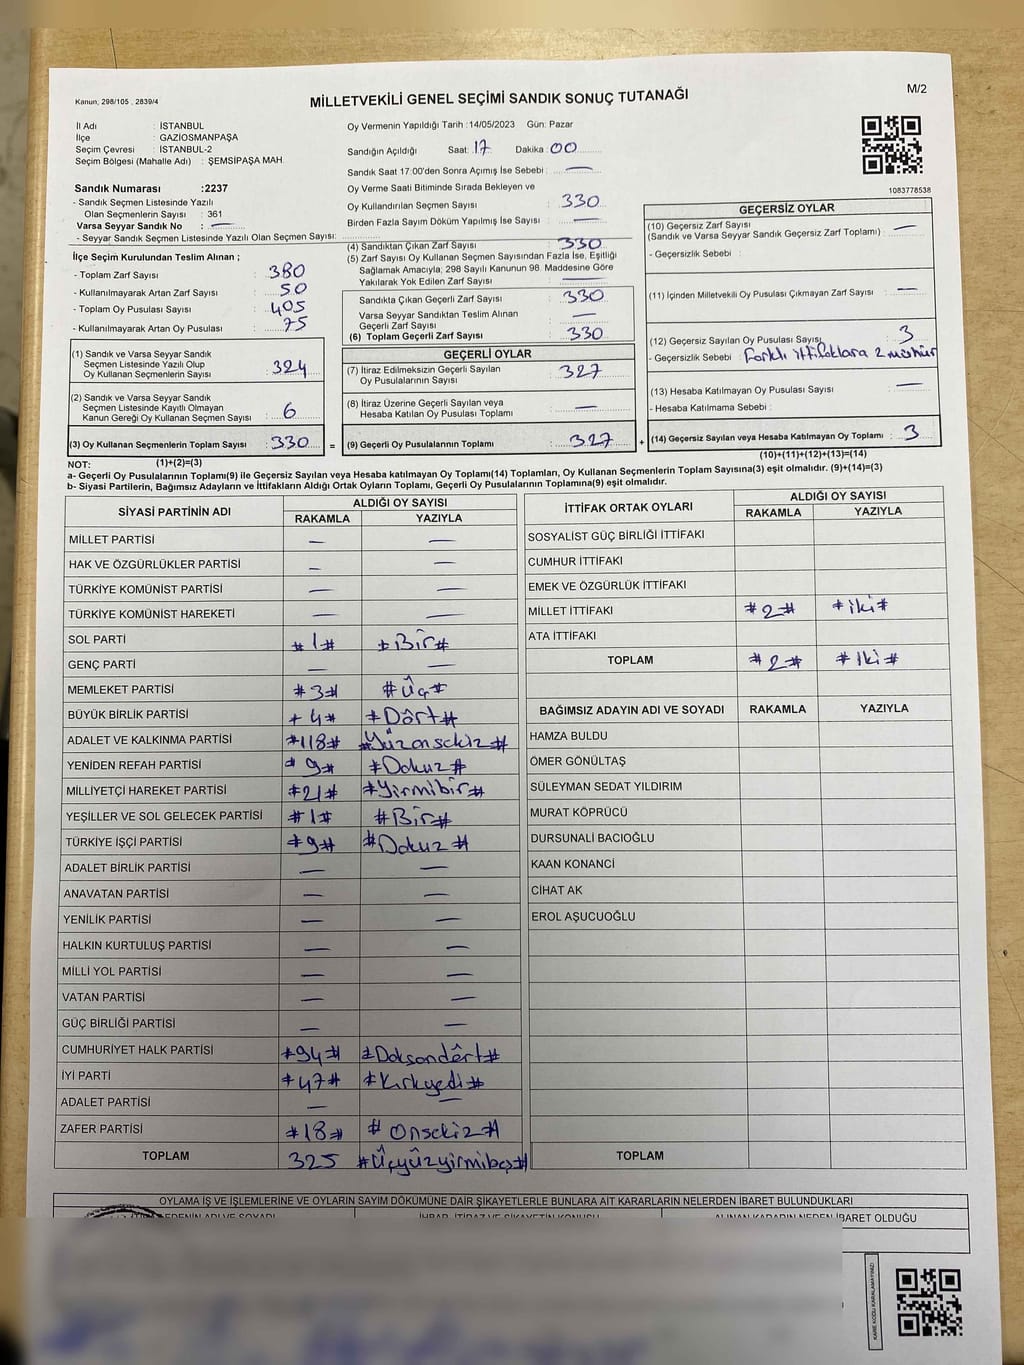 Kanun, 298/105 , 2839/4
MİLLETVEKİLİ GENEL SEÇİMİ SANDIK SONUÇ TUTANAĞI
M/2
İl Adı : İSTANBUL
İlçe : GAZİOSMANPAŞA
Seçim Çevresi : İSTANBUL-2
Seçim Bölgesi (Mahalle Adı) : ŞEMSİPAŞA MAH.
Sandık Numarası :2237
- Sandık Seçmen Listesinde Yazılı
Olan Seçmenlerin Sayısı : 361
Varsa Seyyar Sandık No : —
- Seyyar Sandık Seçmen Listesinde Yazılı Olan Seçmen Sayısı:
İlçe Seçim Kurulundan Teslim Alınan ;
- Toplam Zarf Sayısı : 380
- Kullanılmayarak Artan Zarf Sayısı : 50
- Toplam Oy Pusulası Sayısı : 405
- Kullanılmayarak Artan Oy Pusulası : 75
(1) Sandık ve Varsa Seyyar Sandık
Seçmen Listesinde Yazılı Olup
Oy Kullanan Seçmenlerin Sayısı : 324
(2) Sandık ve Varsa Seyyar Sandık
Seçmen Listesinde Kayıtlı Olmayan
Kanun Gereği Oy Kullanan Seçmen Sayısı : 6
(3) Oy Kullanan Seçmenlerin Toplam Sayısı : 330 =
Oy Vermenin Yapıldığı Tarih :14/05/2023 Gün: Pazar
Sandığın Açıldığı Saat: 17 Dakika: 00
Sandık Saat 17:00'den Sonra Açımış İse Sebebi : —
Oy Verme Saati Bitiminde Sırada Bekleyen ve
Oy Kullandırılan Seçmen Sayısı : 330
Birden Fazla Sayım Döküm Yapılmış İse Sayısı : —
(4) Sandıktan Çıkan Zarf Sayısı : 330
(5) Zarf Sayısı Oy Kullanan Seçmen Sayısından Fazla İse, Eşitliği
Sağlamak Amacıyla; 298 Sayılı Kanunun 98. Maddesine Göre
Yakılarak Yok Edilen Zarf Sayısı : —
Sandıkta Çıkan Geçerli Zarf Sayısı : 330
Varsa Seyyar Sandıktan Teslim Alınan
Geçerli Zarf Sayısı : —
(6) Toplam Geçerli Zarf Sayısı : 330
GEÇERLİ OYLAR
(7) İtiraz Edilmeksizin Geçerli Sayılan
Oy Pusulalarının Sayısı : 327
(8) İtiraz Üzerine Geçerli Sayılan veya
Hesaba Katılan Oy Pusulası Toplamı : —
(9) Geçerli Oy Pusulalarının Toplamı : 327 +
1083778538
GEÇERSİZ OYLAR
(10) Geçersiz Zarf Sayısı
(Sandık ve Varsa Seyyar Sandık Geçersiz Zarf Toplamı) : —
- Geçersizlik Sebebi :
(11) İçinden Milletvekili Oy Pusulası Çıkmayan Zarf Sayısı : —
(12) Geçersiz Sayılan Oy Pusulası Sayısı : 3
- Geçersizlik Sebebi : Farklı ittifaklara 2 mühür
(13) Hesaba Katılmayan Oy Pusulası Sayısı : —
- Hesaba Katılmama Sebebi :
(14) Geçersiz Sayılan veya Hesaba Katılmayan Oy Toplamı : 3
(1)+(2)=(3)
(10)+(11)+(12)+(13)=(14)
NOT:
a- Geçerli Oy Pusulalarının Toplamı(9) ile Geçersiz Sayılan veya Hesaba katılmayan Oy Toplamı(14) Toplamları, Oy Kullanan Seçmenlerin Toplam Sayısına(3) eşit olmalıdır. (9)+(14)=(3)
b- Siyasi Partilerin, Bağımsız Adayların ve İttifakların Aldığı Ortak Oyların Toplamı, Geçerli Oy Pusulalarının Toplamına(9) eşit olmalıdır.
SİYASİ PARTİNİN ADI ALDIĞI OY SAYISI
RAKAMLA YAZIYLA
MİLLET PARTİSİ — —
HAK VE ÖZGÜRLÜKLER PARTİSİ — —
TÜRKİYE KOMÜNİST PARTİSİ — —
TÜRKİYE KOMÜNİST HAREKETİ — —
SOL PARTİ #1# #Bir#
GENÇ PARTİ — —
MEMLEKET PARTİSİ #3# #Üç#
BÜYÜK BİRLİK PARTİSİ #4# #Dört#
ADALET VE KALKINMA PARTİSİ #118# #Yüzonsekiz#
YENİDEN REFAH PARTİSİ #9# #Dokuz#
MİLLİYETÇİ HAREKET PARTİSİ #21# #Yirmibir#
YEŞİLLER VE SOL GELECEK PARTİSİ #1# #Bir#
TÜRKİYE İŞÇİ PARTİSİ #9# #Dokuz#
ADALET BİRLİK PARTİSİ — —
ANAVATAN PARTİSİ — —
YENİLİK PARTİSİ — —
HALKIN KURTULUŞ PARTİSİ — —
MİLLİ YOL PARTİSİ — —
VATAN PARTİSİ — —
GÜÇ BİRLİĞİ PARTİSİ — —
CUMHURİYET HALK PARTİSİ #94# #Doksandört#
İYİ PARTİ #47# #Kırkyedi#
ADALET PARTİSİ — —
ZAFER PARTİSİ #18# #Onsekiz#
TOPLAM 325 #Üçyüzyirmibeş#
İTTİFAK ORTAK OYLARI ALDIĞI OY SAYISI
RAKAMLA YAZIYLA
SOSYALİST GÜÇ BİRLİĞİ İTTİFAKI
CUMHUR İTTİFAKI
EMEK VE ÖZGÜRLÜK İTTİFAKI
MİLLET İTTİFAKI #2# #iki#
ATA İTTİFAKI
TOPLAM #2# #iki#
BAĞIMSIZ ADAYIN ADI VE SOYADI RAKAMLA YAZIYLA
HAMZA BULDU
ÖMER GÖNÜLTAŞ
SÜLEYMAN SEDAT YILDIRIM
MURAT KÖPRÜCÜ
DURSUNALİ BACIOĞLU
KAAN KONANCİ
CİHAT AK
EROL AŞUCUOĞLU
TOPLAM
OYLAMA İŞ VE İŞLEMLERİNE VE OYLARIN SAYIM DÖKÜMÜNE DAİR ŞİKAYETLERLE BUNLARA AİT KARARLARIN NELERDEN İBARET BULUNDUKLARI
EDENİN ADI VE SOYADI İHBAR, İTİRAZ VE ŞİKAYETİN KONUSU ALINAN KARARIN NEDEN İBARET OLDUĞU
KARE KODU KARALAMAYINIZ!